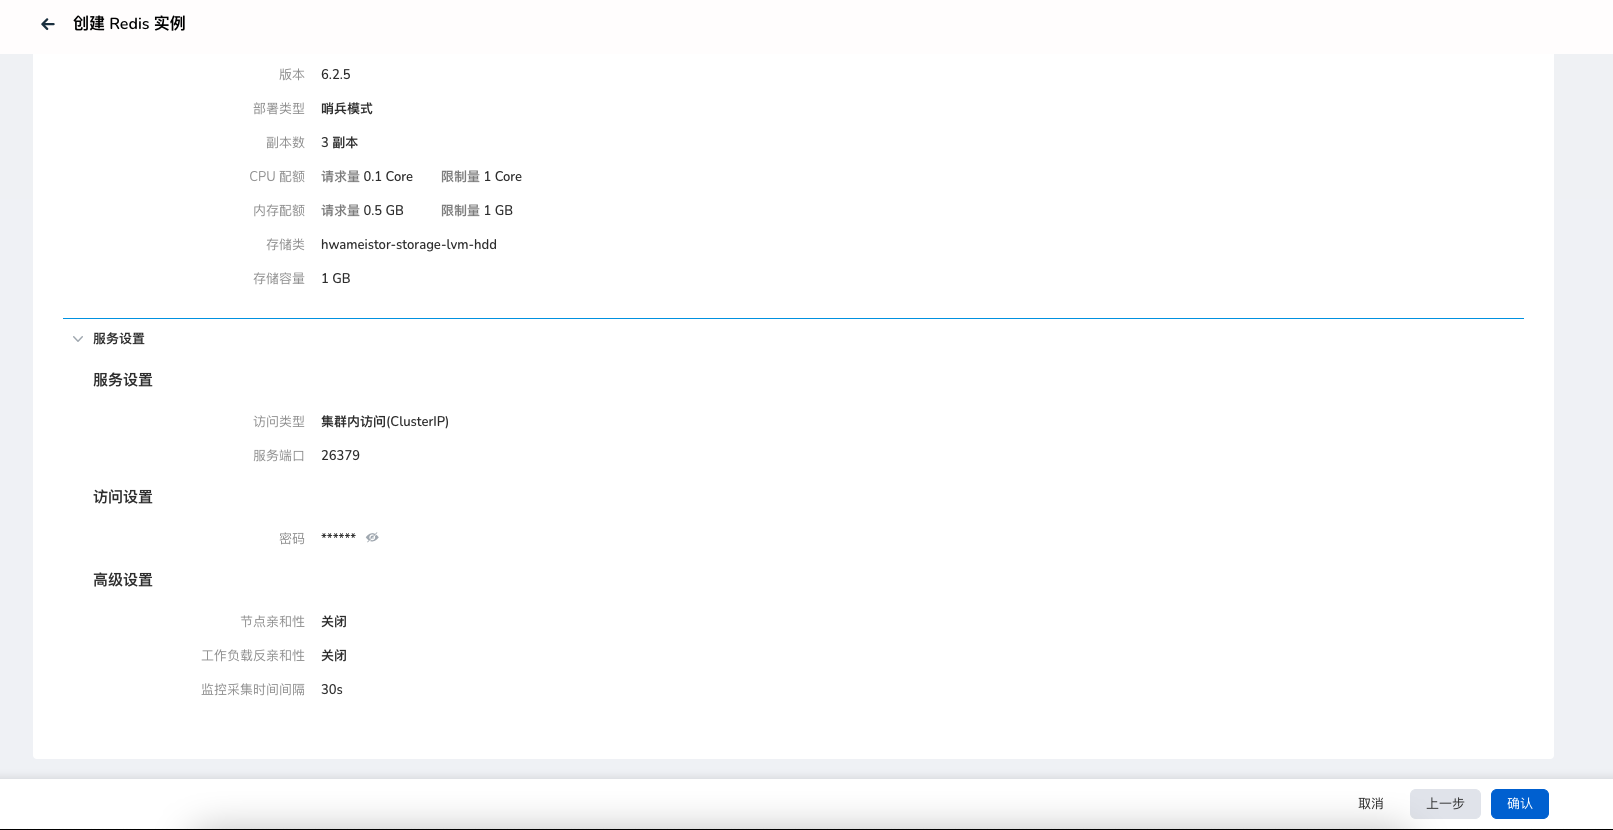 创建 Redis 实例
版本 6.2.5
部署类型 哨兵模式
副本数 3 副本
CPU 配额 请求量 0.1 Core 限制量 1 Core
内存配额 请求量 0.5 GB 限制量 1 GB
存储类 hwameistor-storage-lvm-hdd
存储容量 1 GB
服务设置
服务设置
访问类型 集群内访问(ClusterIP)
服务端口 26379
访问设置
密码 ******
高级设置
节点亲和性 关闭
工作负载反亲和性 关闭
监控采集时间间隔 30s
取消 上一步 确认